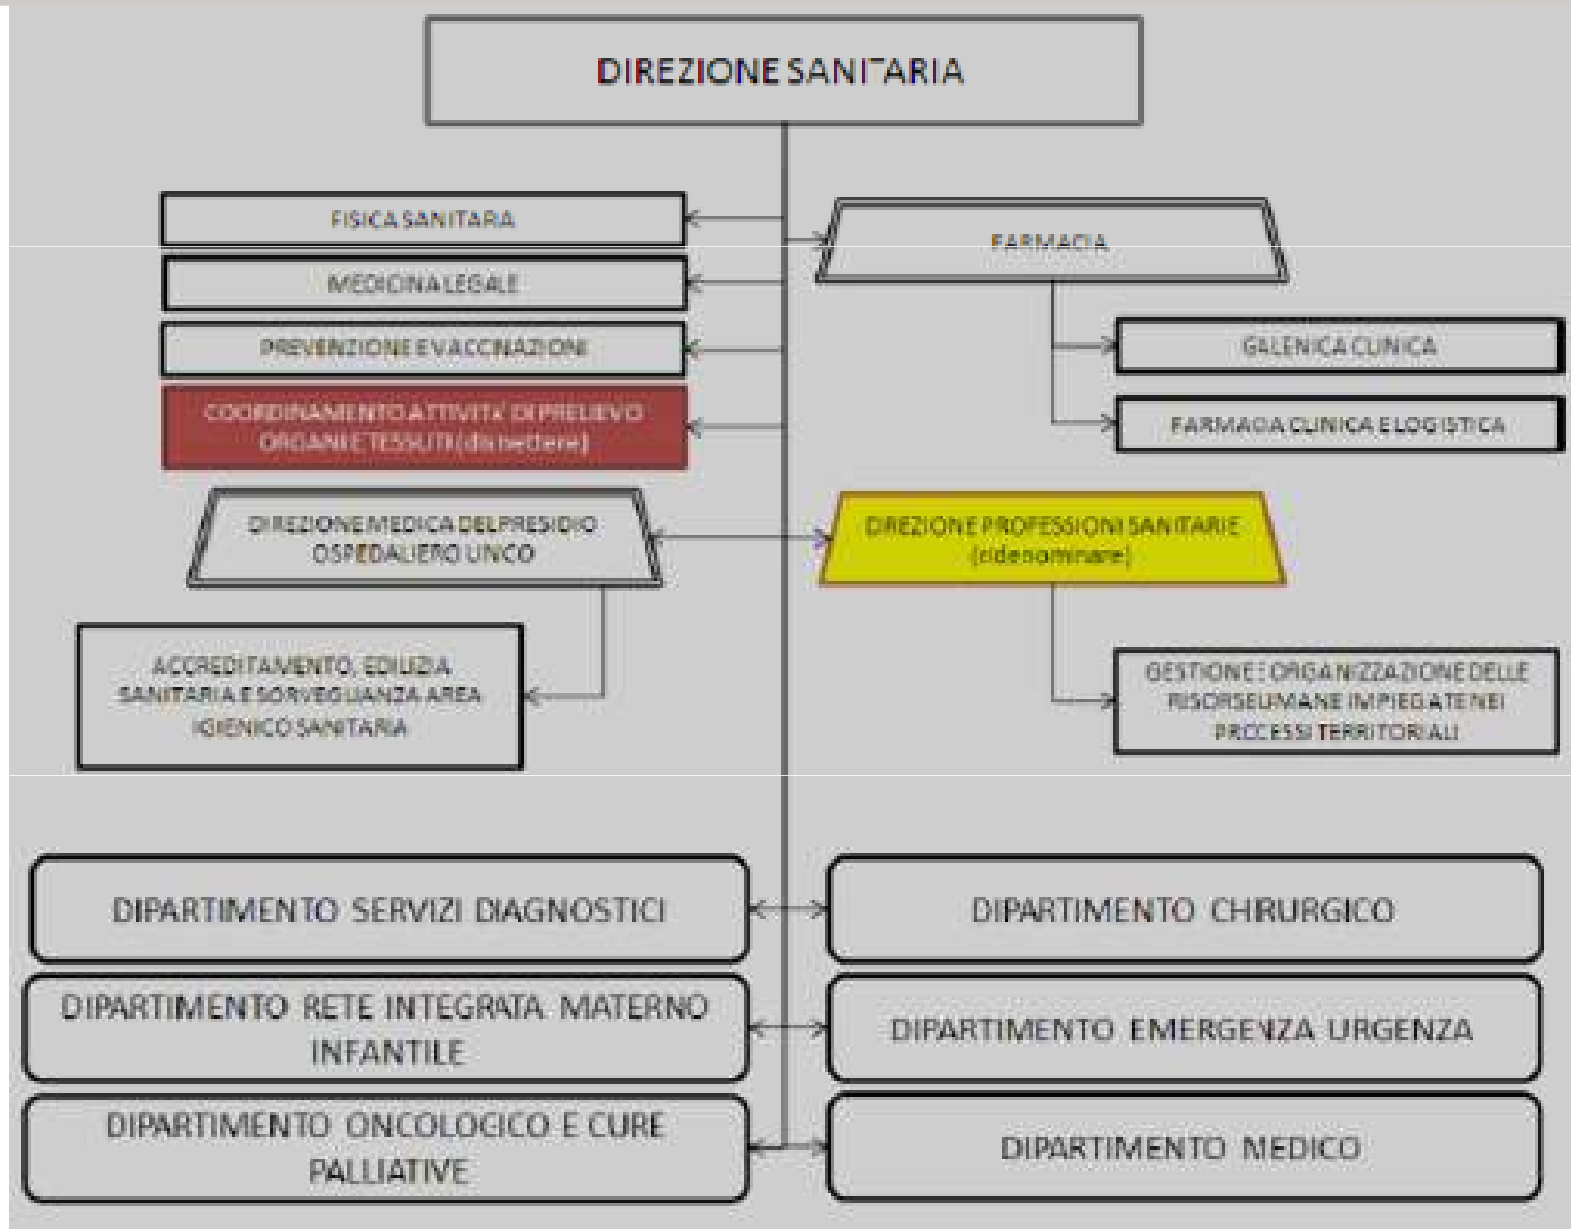 DIREZIONE SANITARIA
FISICA SANITARIA
FARMACIA
MEDICINA LEGALE
PREVENZIONE E VACCINAZIONI
GALENICA CLINICA
COORDINAMENTO ATTIVITA' DI PRELIEVO
ORGANI E TESSUTI (dismettere)
FARMACIA CLINICA E LOGISTICA
DIREZIONE MEDICA DEL PRESIDIO
OSPEDALIERO UNICO
DIREZIONE PROFESSIONI SANITARIE
(ridenominare)
ACCREDITAMENTO, EDILIZIA
SANITARIA E SORVEGLIANZA AREA
IGIENICO SANITARIA
GESTIONE E ORGANIZZAZIONE DELLE
RISORSE UMANE IMPIEGATE NEI
PROCESSI TERRITORIALI
DIPARTIMENTO SERVIZI DIAGNOSTICI
DIPARTIMENTO CHIRURGICO
DIPARTIMENTO RETE INTEGRATA MATERNO
INFANTILE
DIPARTIMENTO EMERGENZA URGENZA
DIPARTIMENTO ONCOLOGICO E CURE
PALLIATIVE
DIPARTIMENTO MEDICO